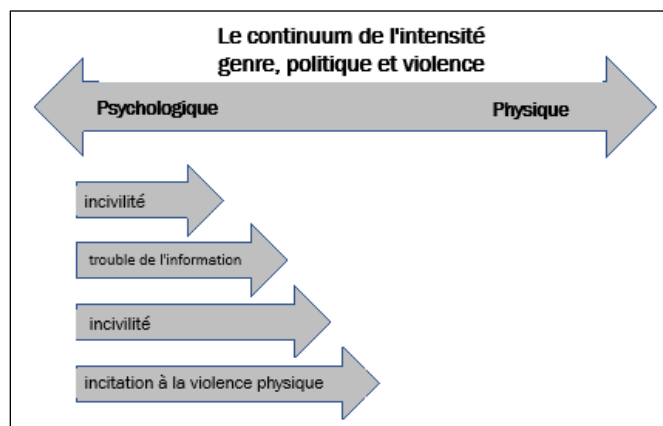 Le continuum de l'intensité
genre, politique et violence
Psychologique Physique
incivilité
trouble de l'information
incivilité
incitation à la violence physique